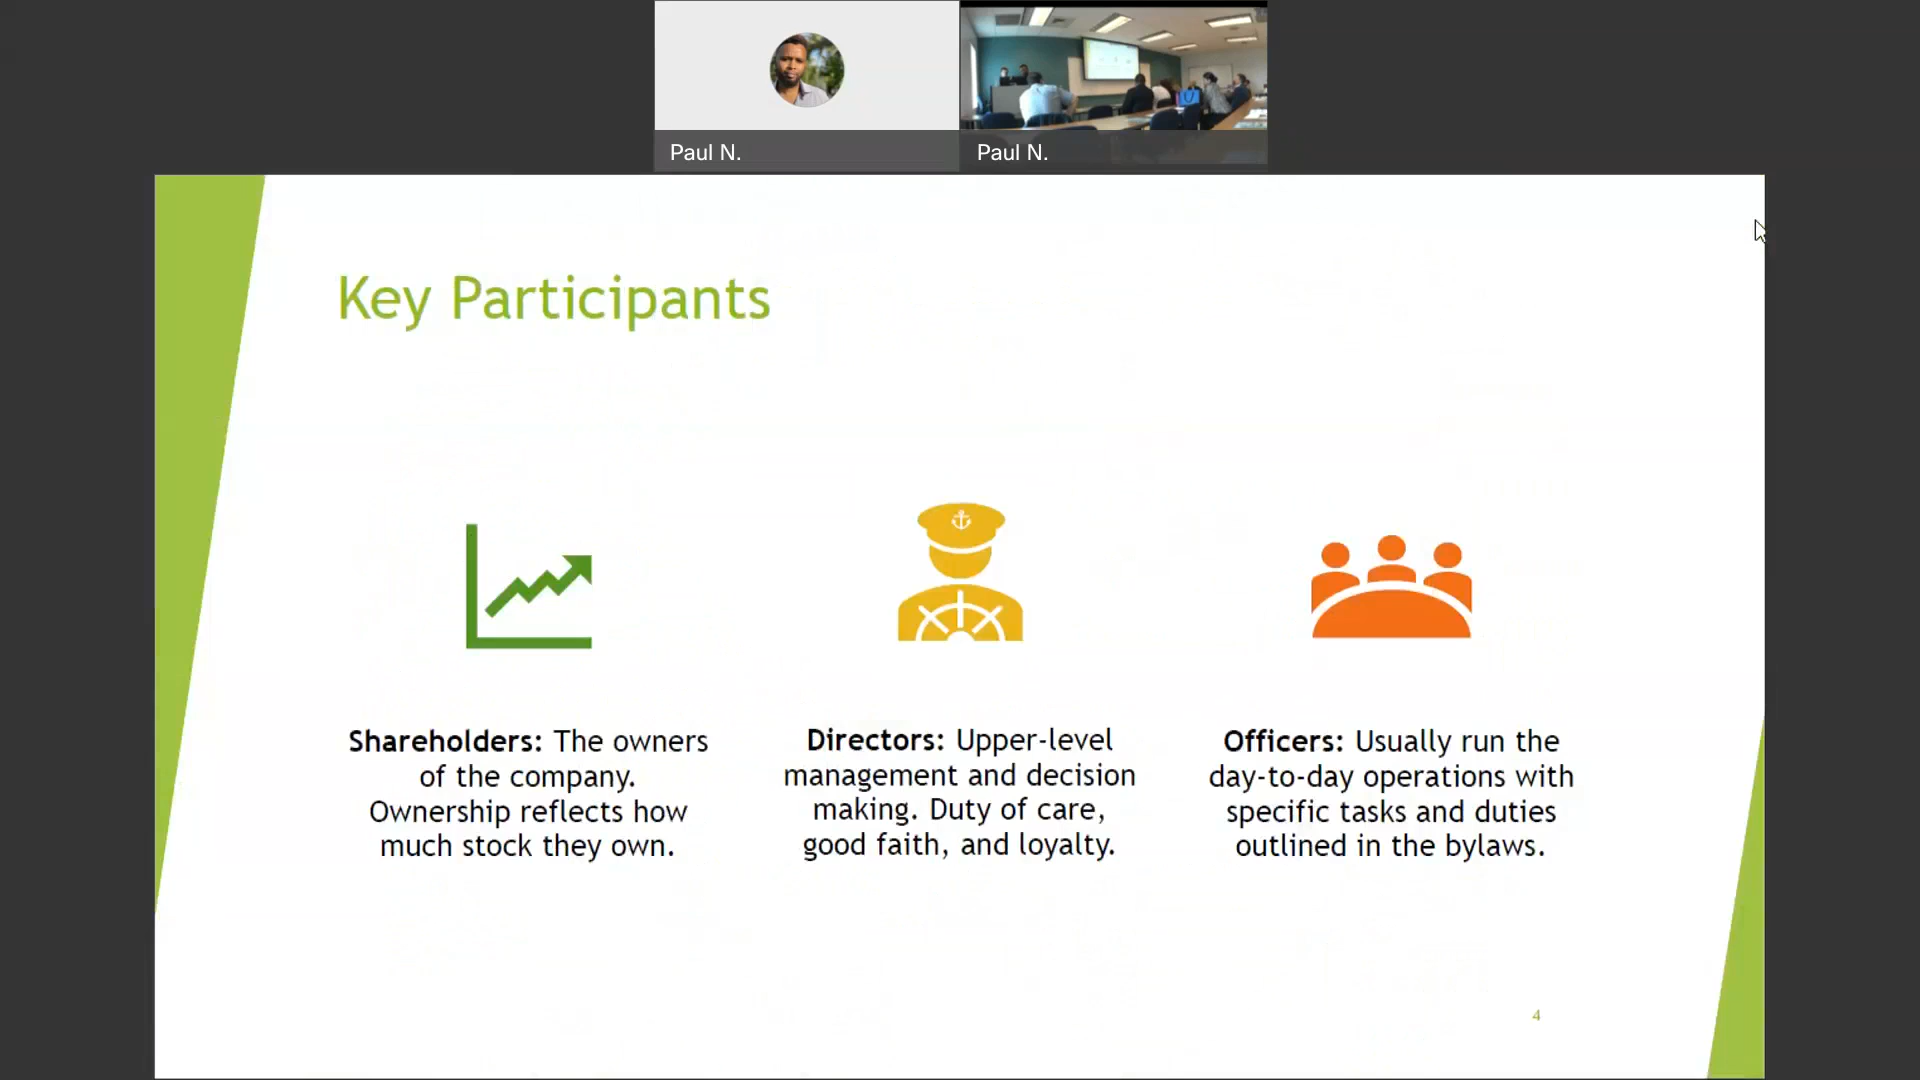 Paul N.
Paul N.
Key Participants
Shareholders: The owners
of the company.
Ownership reflects how
much stock they own.
Directors: Upper-level
management and decision
making. Duty of care,
good faith, and loyalty.
Officers: Usually run the
day-to-day operations with
specific tasks and duties
outlined in the bylaws.
4